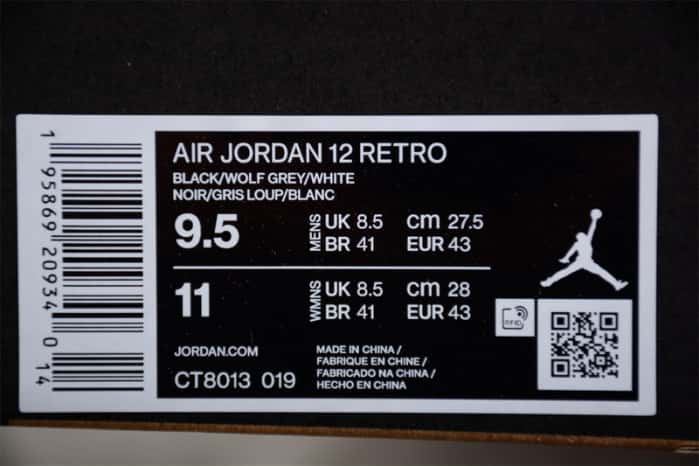 AIR JORDAN 12 RETRO
BLACK/WOLF GREY/WHITE
NOIR/GRIS LOUP/BLANC
9.5 MENS UK 8.5 cm 27.5
BR 41 EUR 43
11 WMNS UK 8.5 cm 28
BR 41 EUR 43
JORDAN.COM
CT8013 019
MADE IN CHINA /
FABRIQUE EN CHINE /
FABRICADO NA CHINA /
HECHO EN CHINA
RFID
1 95869 20934 0 14